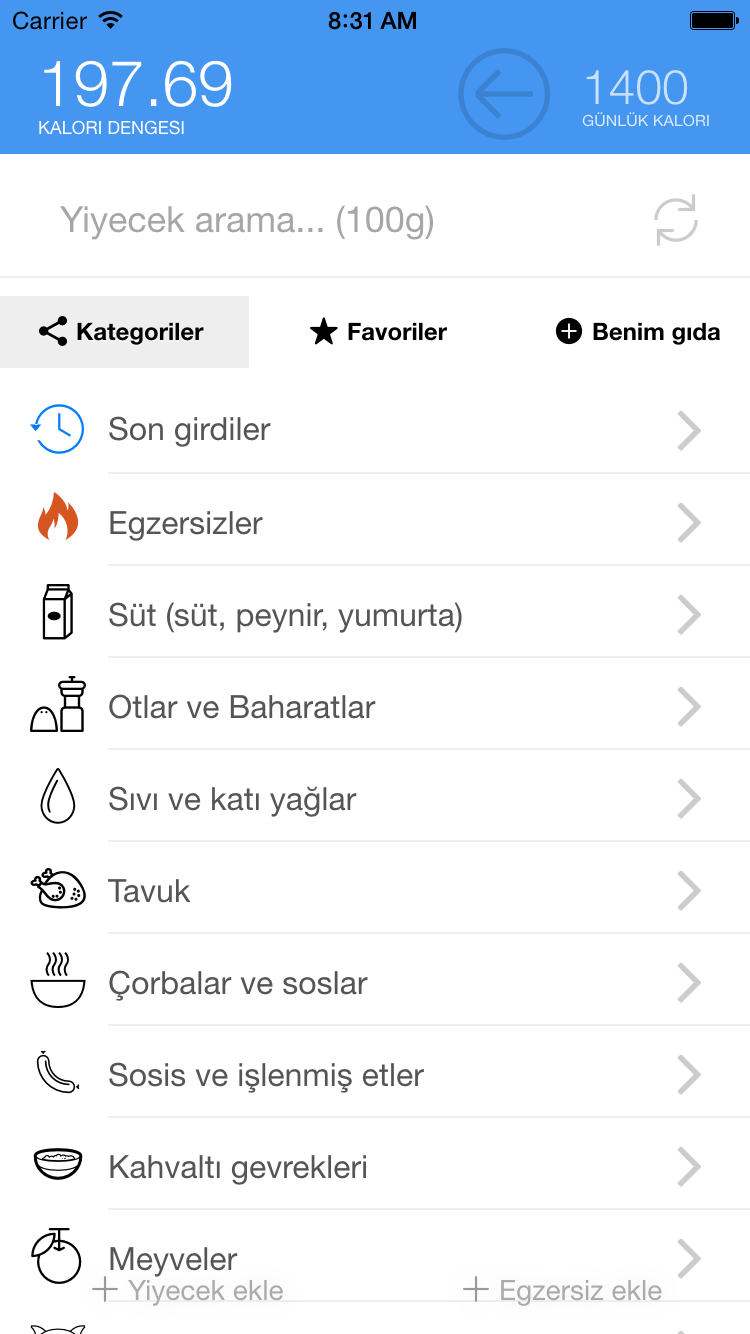 Carrier 8:31 AM
197.69 1400
KALORI DENGESI GÜNLÜK KALORI
Yiyecek arama... (100g)
Kategoriler Favoriler Benim gıda
Son girdiler
Egzersizler
Süt (süt, peynir, yumurta)
Otlar ve Baharatlar
Sıvı ve katı yağlar
Tavuk
Çorbalar ve soslar
Sosis ve işlenmiş etler
Kahvaltı gevrekleri
Meyveler
Yiyecek ekle Egzersiz ekle